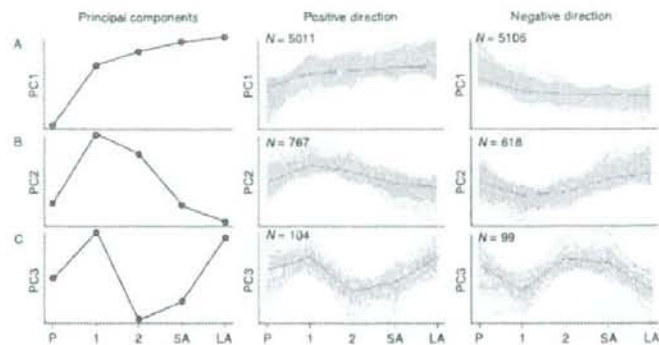 Principal components Positive direction Negative direction
A PC1 PC1 N = 5011 PC1 N = 5106
B PC2 PC2 N = 767 PC2 N = 618
C PC3 PC3 N = 104 PC3 N = 99
P 1 2 SA LA P 1 2 SA LA P 1 2 SA LA